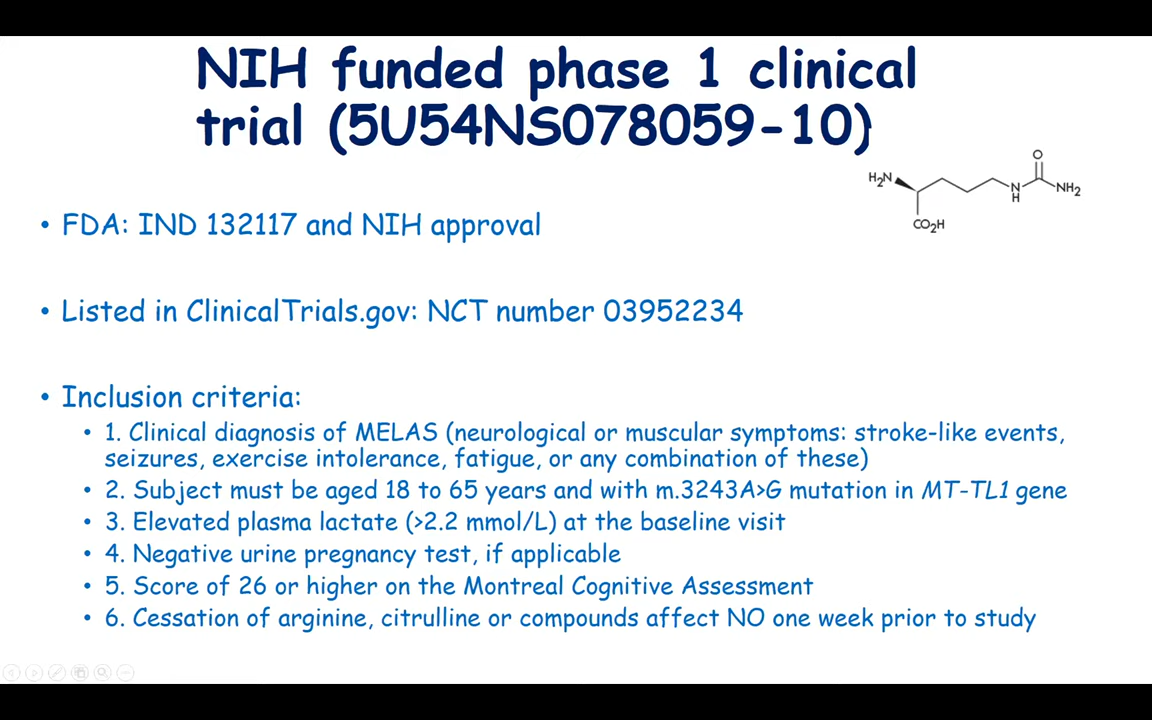 NIH funded phase 1 clinical
trial (5U54NS078059-10)
O
H₂N
N
H
NH₂
CO₂H
• FDA: IND 132117 and NIH approval
• Listed in ClinicalTrials.gov: NCT number 03952234
• Inclusion criteria:
• 1. Clinical diagnosis of MELAS (neurological or muscular symptoms: stroke-like events,
seizures, exercise intolerance, fatigue, or any combination of these)
• 2. Subject must be aged 18 to 65 years and with m.3243A>G mutation in MT-TL1 gene
• 3. Elevated plasma lactate (>2.2 mmol/L) at the baseline visit
• 4. Negative urine pregnancy test, if applicable
• 5. Score of 26 or higher on the Montreal Cognitive Assessment
• 6. Cessation of arginine, citrulline or compounds affect NO one week prior to study